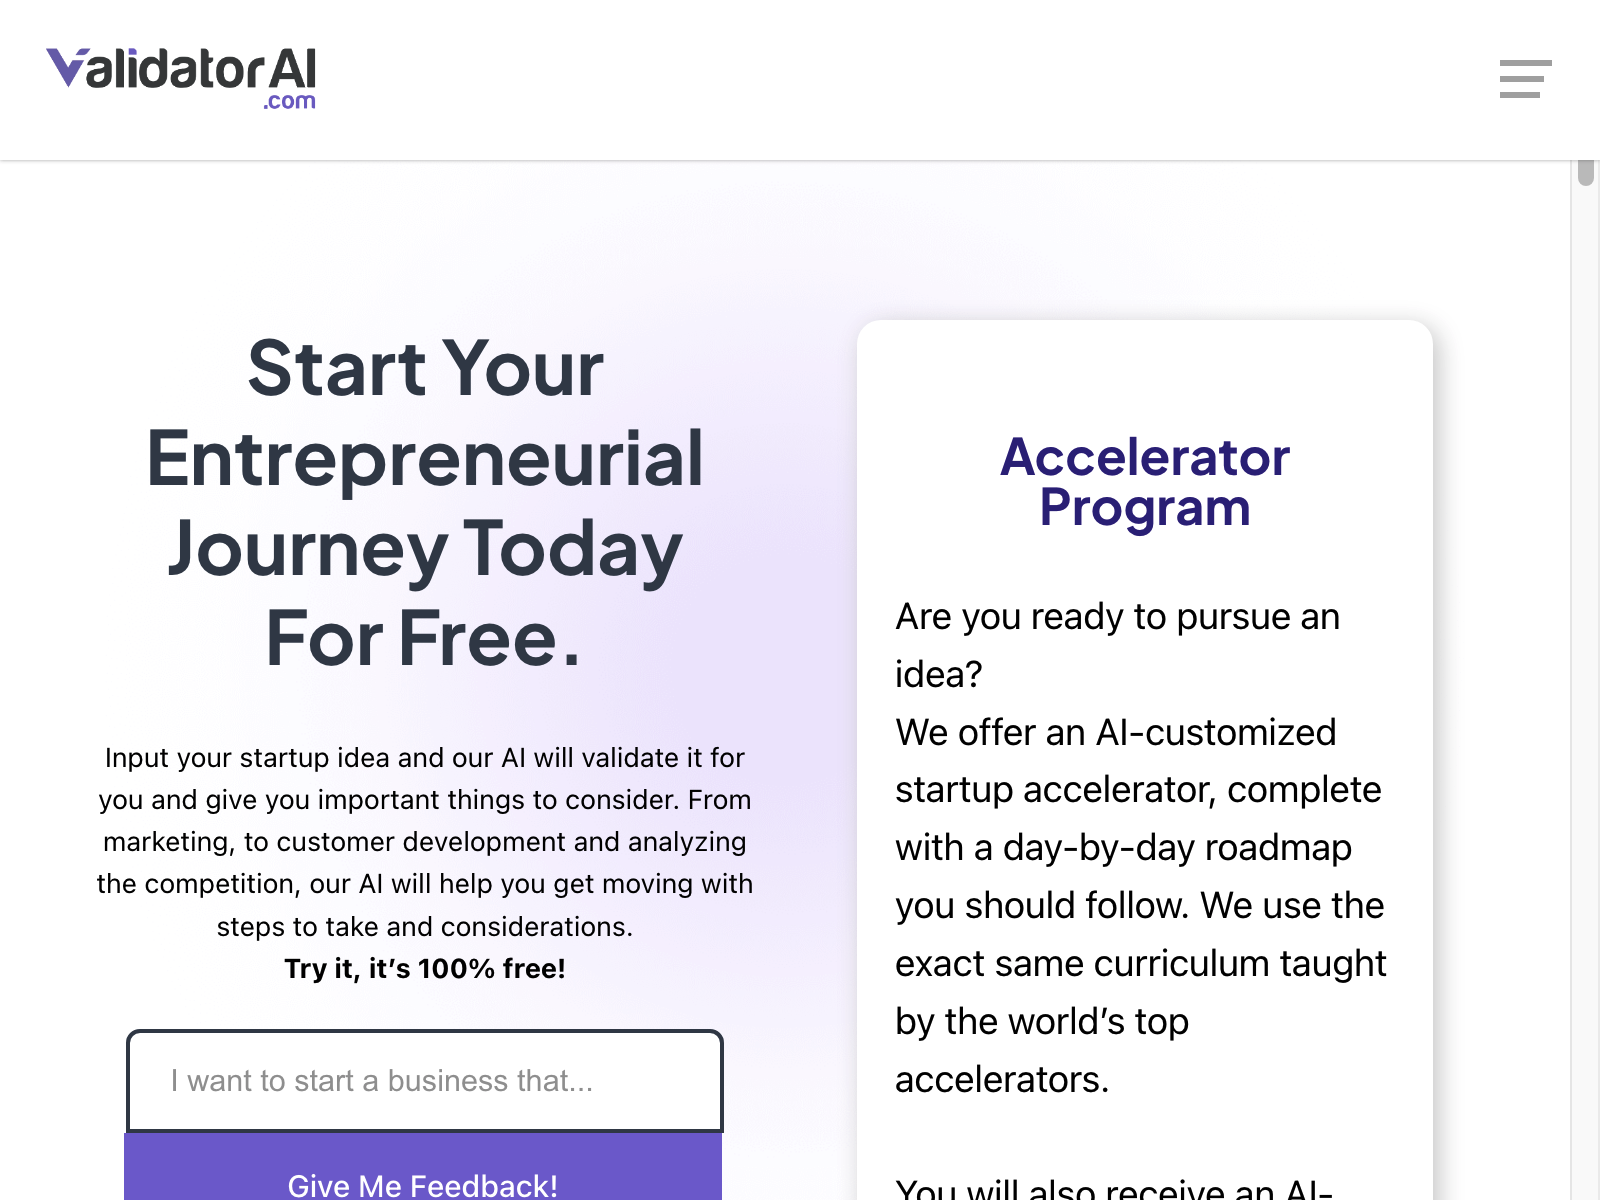 Validator AI
.com
Start Your
Entrepreneurial
Journey Today
For Free.
Input your startup idea and our AI will validate it for
you and give you important things to consider. From
marketing, to customer development and analyzing
the competition, our AI will help you get moving with
steps to take and considerations.
Try it, it’s 100% free!
I want to start a business that...
Give Me Feedback!
Accelerator
Program
Are you ready to pursue an
idea?
We offer an AI-customized
startup accelerator, complete
with a day-by-day roadmap
you should follow. We use the
exact same curriculum taught
by the world’s top
accelerators.
You will also receive an AI-